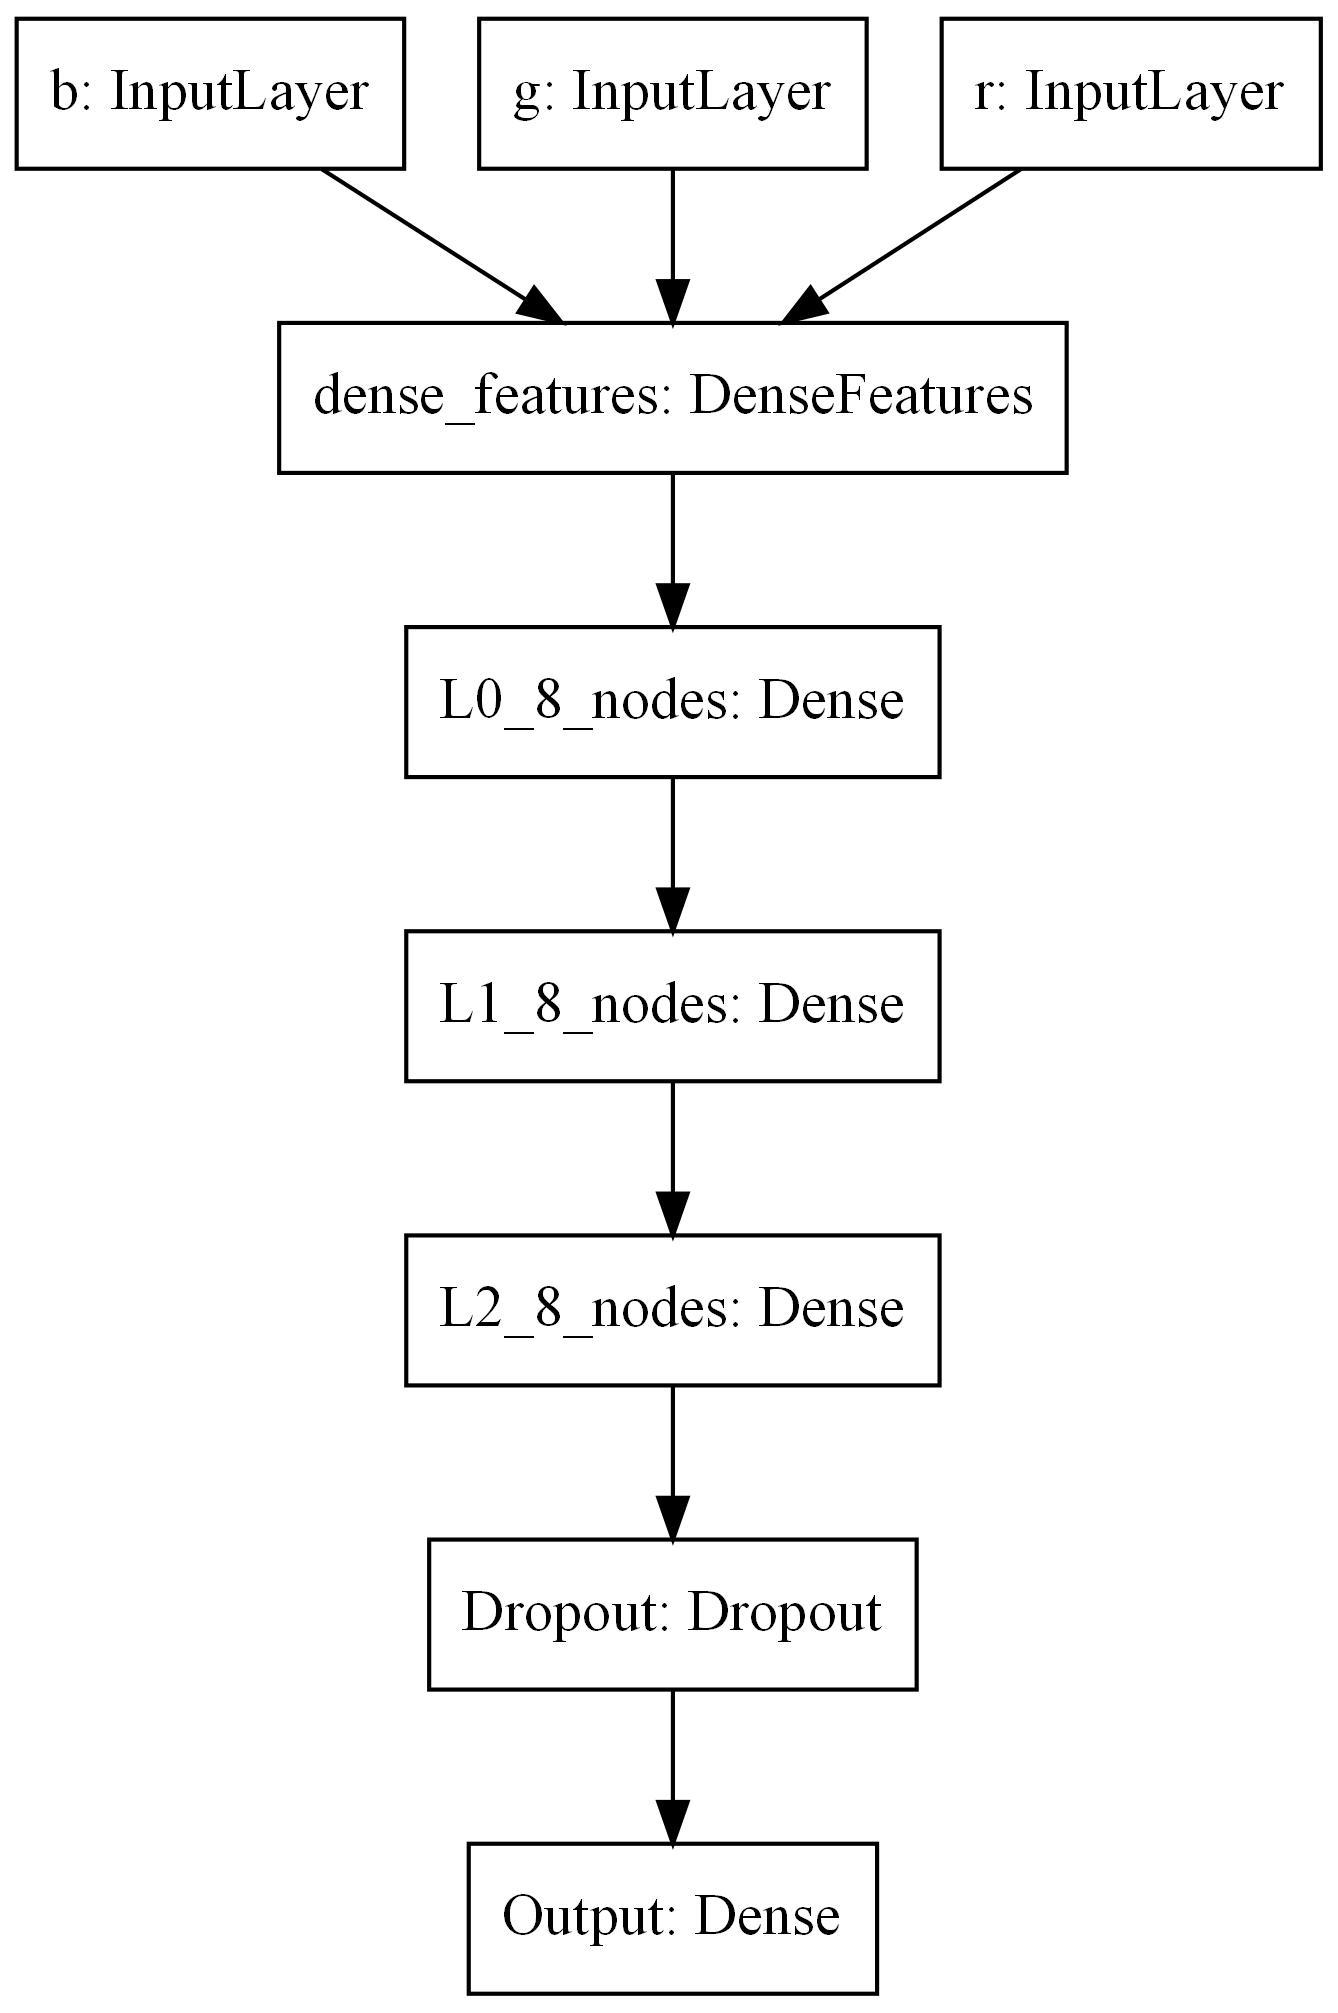 b: InputLayer
g: InputLayer
r: InputLayer
dense_features: DenseFeatures
L0_8_nodes: Dense
L1_8_nodes: Dense
L2_8_nodes: Dense
Dropout: Dropout
Output: Dense